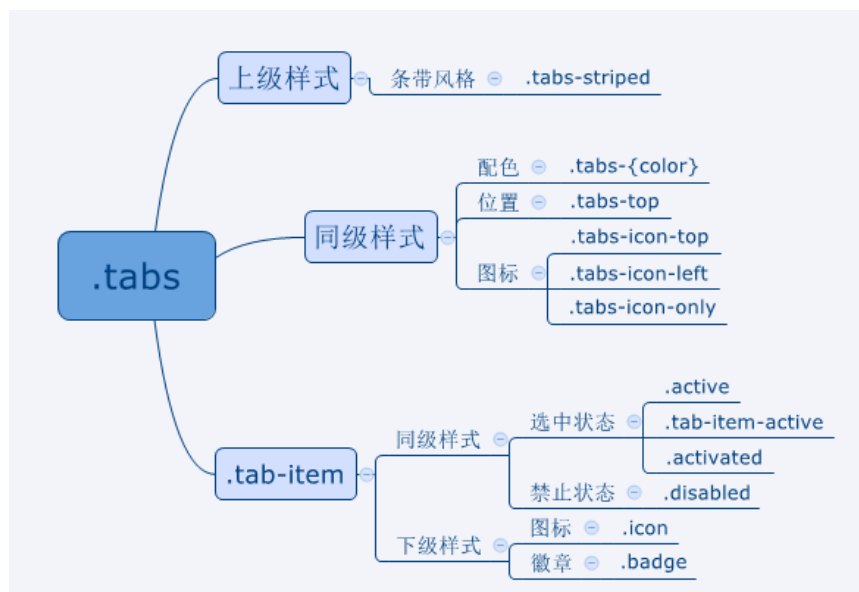 .tabs
上级样式
条带风格
.tabs-striped
同级样式
配色
.tabs-{color}
位置
.tabs-top
图标
.tabs-icon-top
.tabs-icon-left
.tabs-icon-only
.tab-item
同级样式
选中状态
.active
.tab-item-active
.activated
禁止状态
.disabled
下级样式
图标
.icon
徽章
.badge